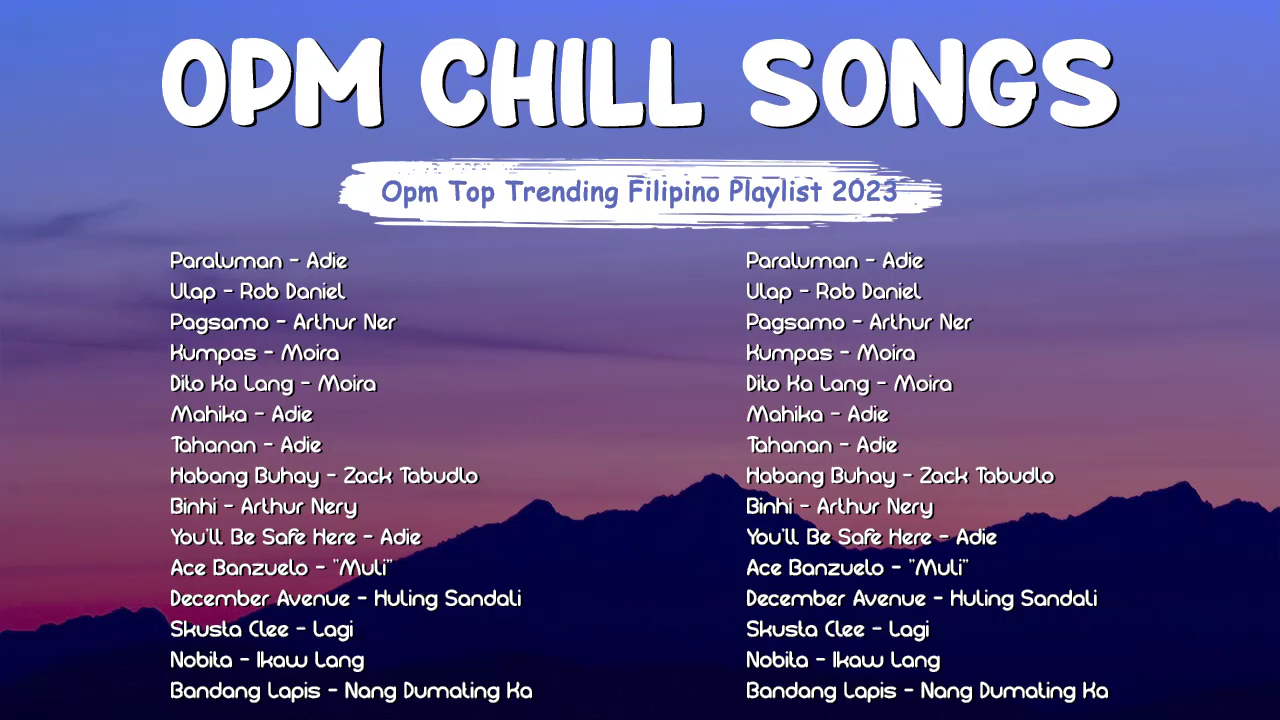 OPM CHILL SONGS
Opm Top Trending Filipino Playlist 2023
Paraluman - Adie
Ulap - Rob Daniel
Pagsamo - Arthur Ner
Kumpas - Moira
Dito Ka Lang - Moira
Mahika - Adie
Tahanan - Adie
Habang Buhay - Zack Tabudlo
Binhi - Arthur Nery
You'll Be Safe Here - Adie
Ace Banzuelo - "Muli"
December Avenue - Huling Sandali
Skusta Clee - Lagi
Nobita - Ikaw Lang
Bandang Lapis - Nang Dumating Ka
Paraluman - Adie
Ulap - Rob Daniel
Pagsamo - Arthur Ner
Kumpas - Moira
Dito Ka Lang - Moira
Mahika - Adie
Tahanan - Adie
Habang Buhay - Zack Tabudlo
Binhi - Arthur Nery
You'll Be Safe Here - Adie
Ace Banzuelo - "Muli"
December Avenue - Huling Sandali
Skusta Clee - Lagi
Nobita - Ikaw Lang
Bandang Lapis - Nang Dumating Ka